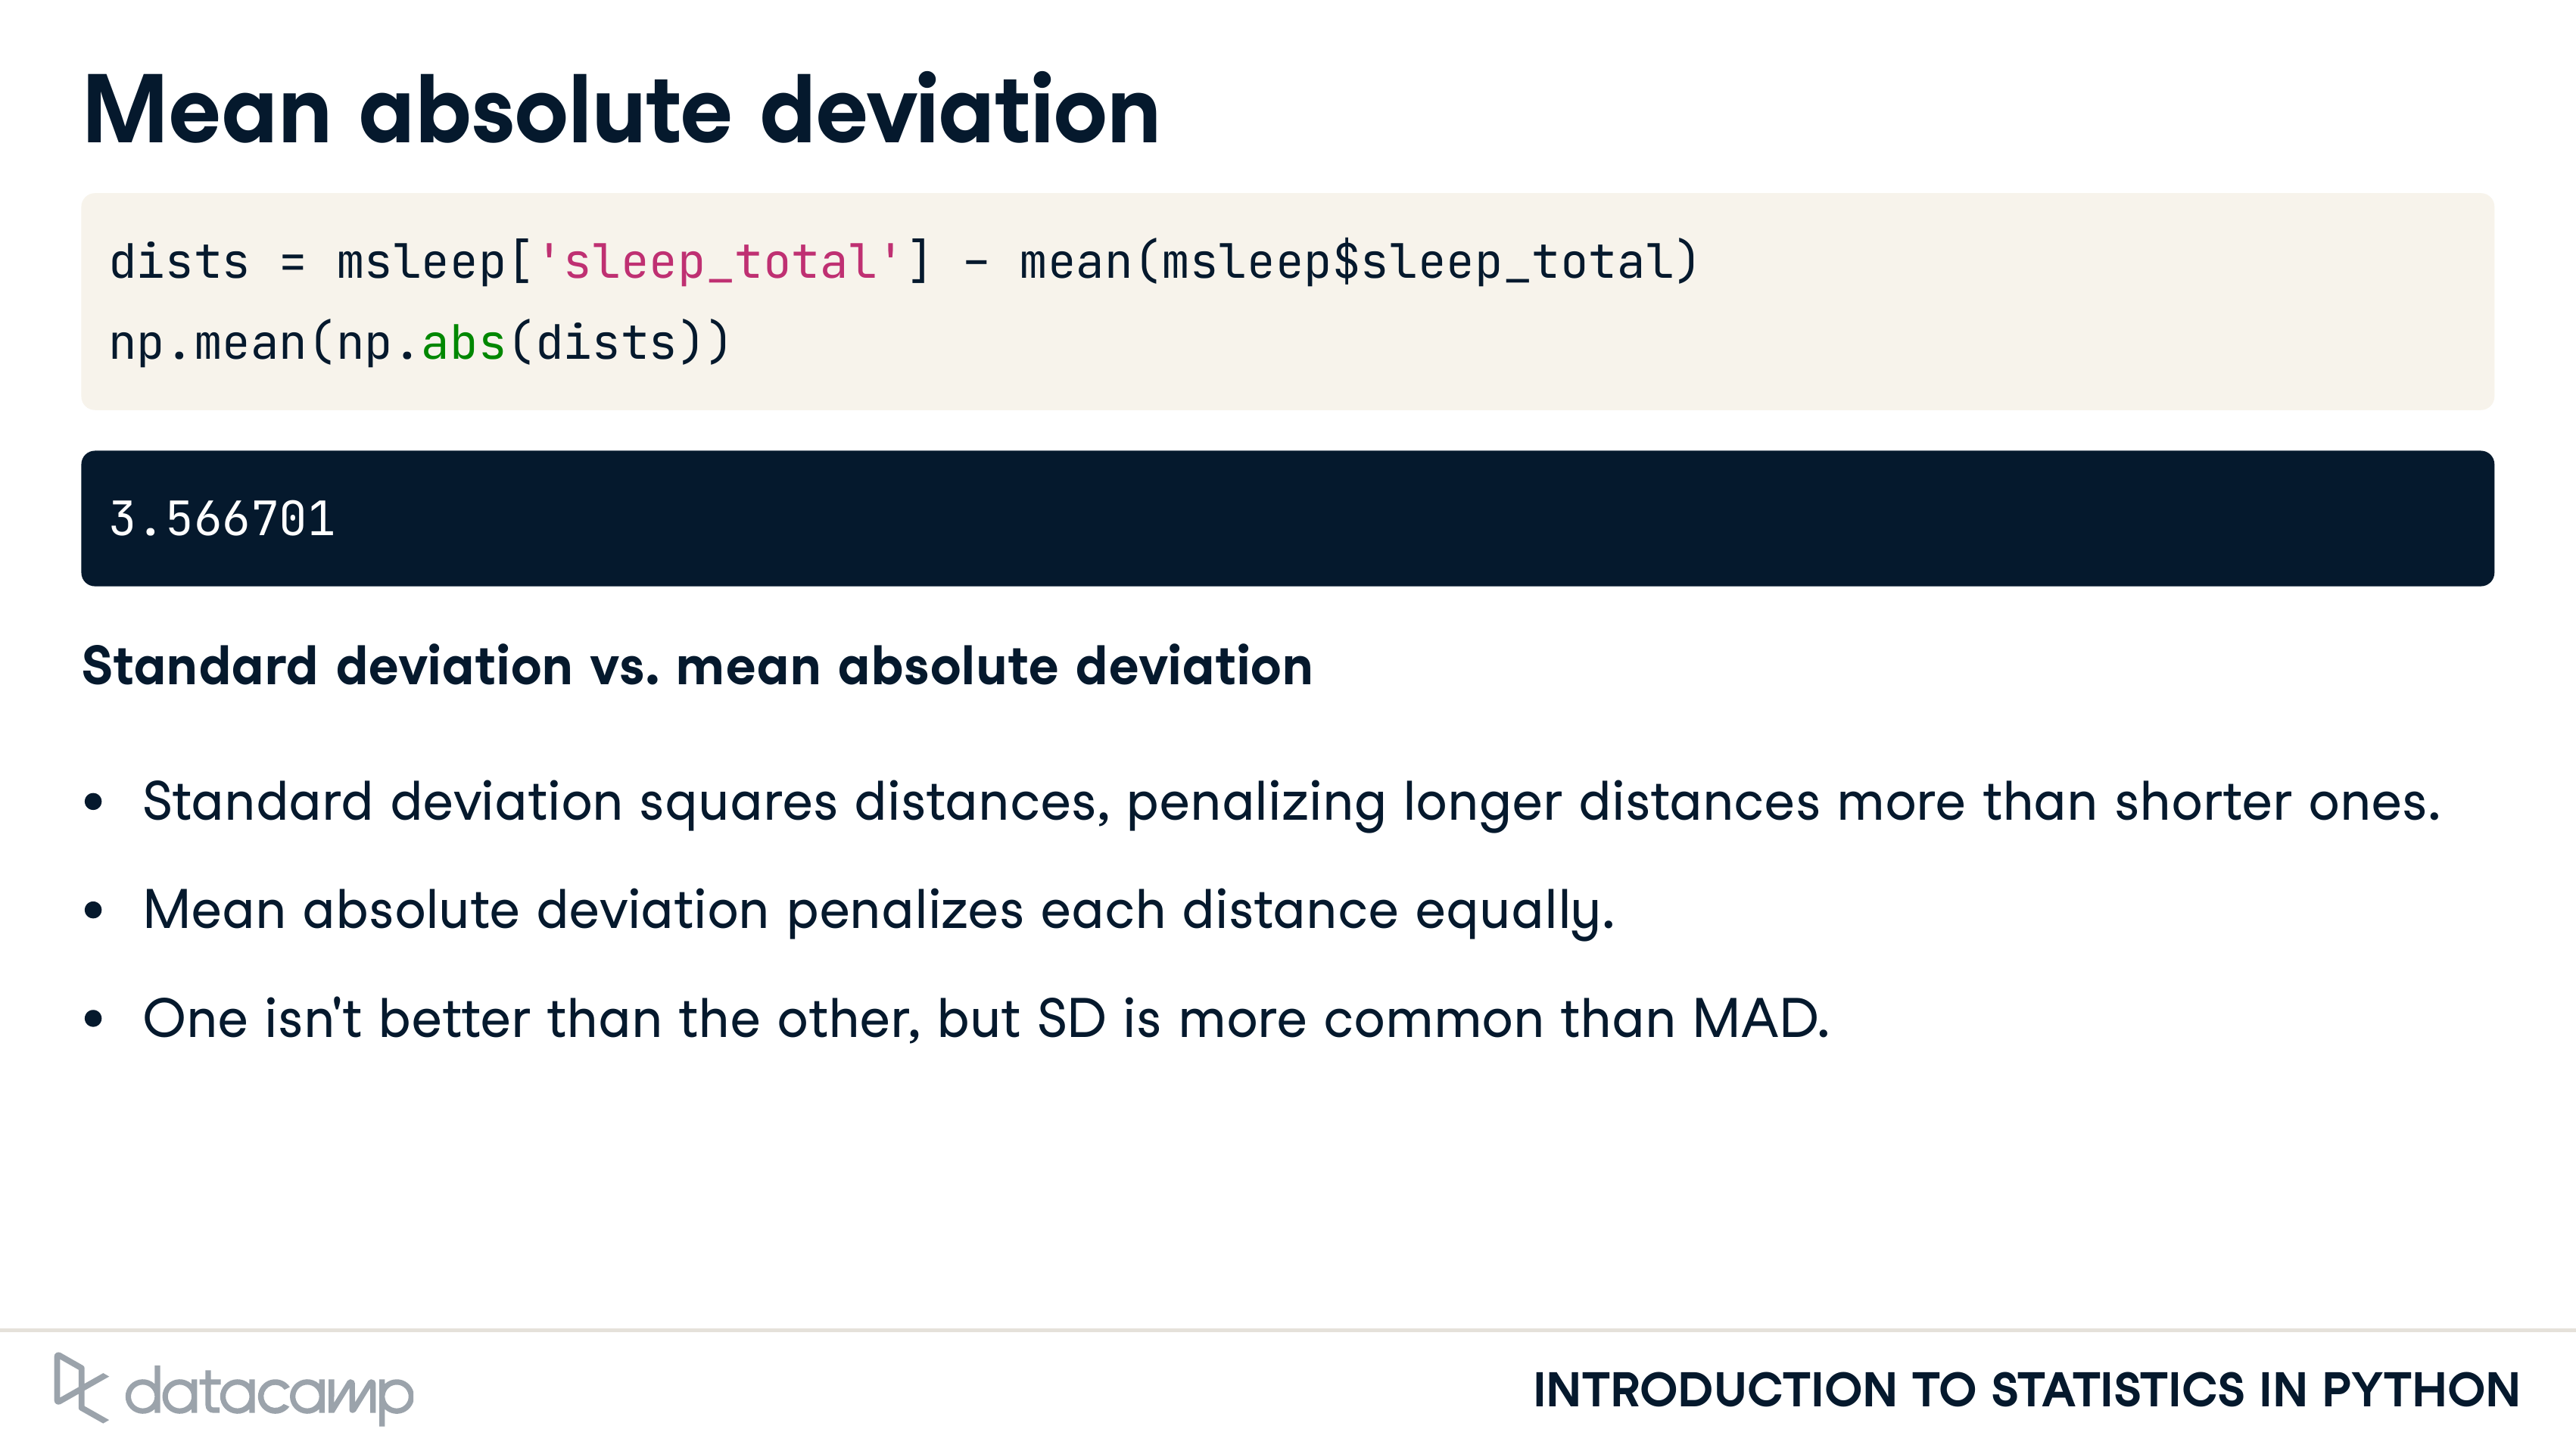 Mean absolute deviation
dists = msleep['sleep_total'] - mean(msleep$sleep_total)
np.mean(np.abs(dists))
3.566701
Standard deviation vs. mean absolute deviation
• Standard deviation squares distances, penalizing longer distances more than shorter ones.
• Mean absolute deviation penalizes each distance equally.
• One isn't better than the other, but SD is more common than MAD.
datacamp
INTRODUCTION TO STATISTICS IN PYTHON